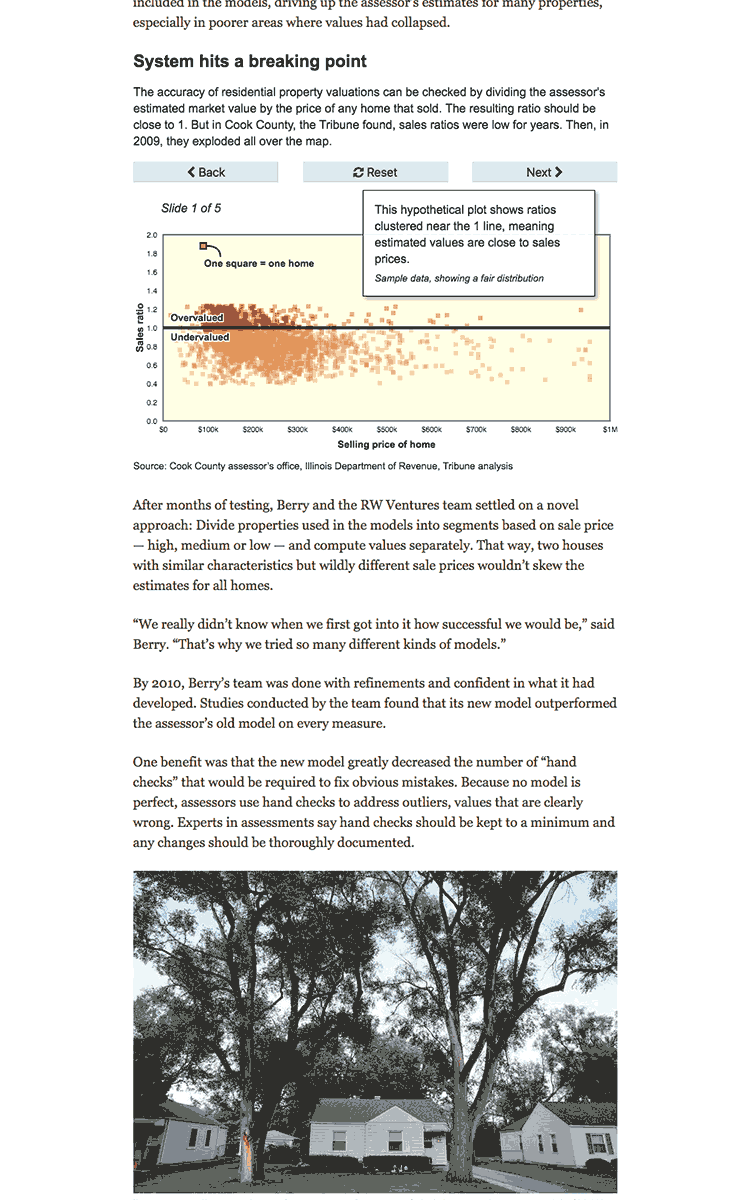 included in the models, driving up the assessor's estimates for many properties,
especially in poorer areas where values had collapsed.
System hits a breaking point
The accuracy of residential property valuations can be checked by dividing the assessor's
estimated market value by the price of any home that sold. The resulting ratio should be
close to 1. But in Cook County, the Tribune found, sales ratios were low for years. Then, in
2009, they exploded all over the map.
Back
Reset
Next
Slide 1 of 5
This hypothetical plot shows ratios
clustered near the 1 line, meaning
estimated values are close to sales
prices.
Sample data, showing a fair distribution
One square = one home
Sales ratio
2.0
1.8
1.6
1.4
1.2
1.0
0.8
0.6
0.4
0.2
0.0
Overvalued
Undervalued
$0 $100k $200k $300k $400k $500k $600k $700k $800k $900k $1M
Selling price of home
Source: Cook County assessor's office, Illinois Department of Revenue, Tribune analysis
After months of testing, Berry and the RW Ventures team settled on a novel
approach: Divide properties used in the models into segments based on sale price
— high, medium or low — and compute values separately. That way, two houses
with similar characteristics but wildly different sale prices wouldn't skew the
estimates for all homes.
“We really didn't know when we first got into it how successful we would be,” said
Berry. “That's why we tried so many different kinds of models.”
By 2010, Berry's team was done with refinements and confident in what it had
developed. Studies conducted by the team found that its new model outperformed
the assessor's old model on every measure.
One benefit was that the new model greatly decreased the number of “hand
checks” that would be required to fix obvious mistakes. Because no model is
perfect, assessors use hand checks to address outliers, values that are clearly
wrong. Experts in assessments say hand checks should be kept to a minimum and
any changes should be thoroughly documented.